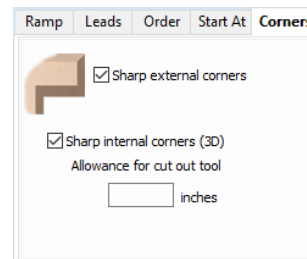 Ramp Leads Order Start At Corners
Sharp external corners
Sharp internal corners (3D)
Allowance for cut out tool
inches